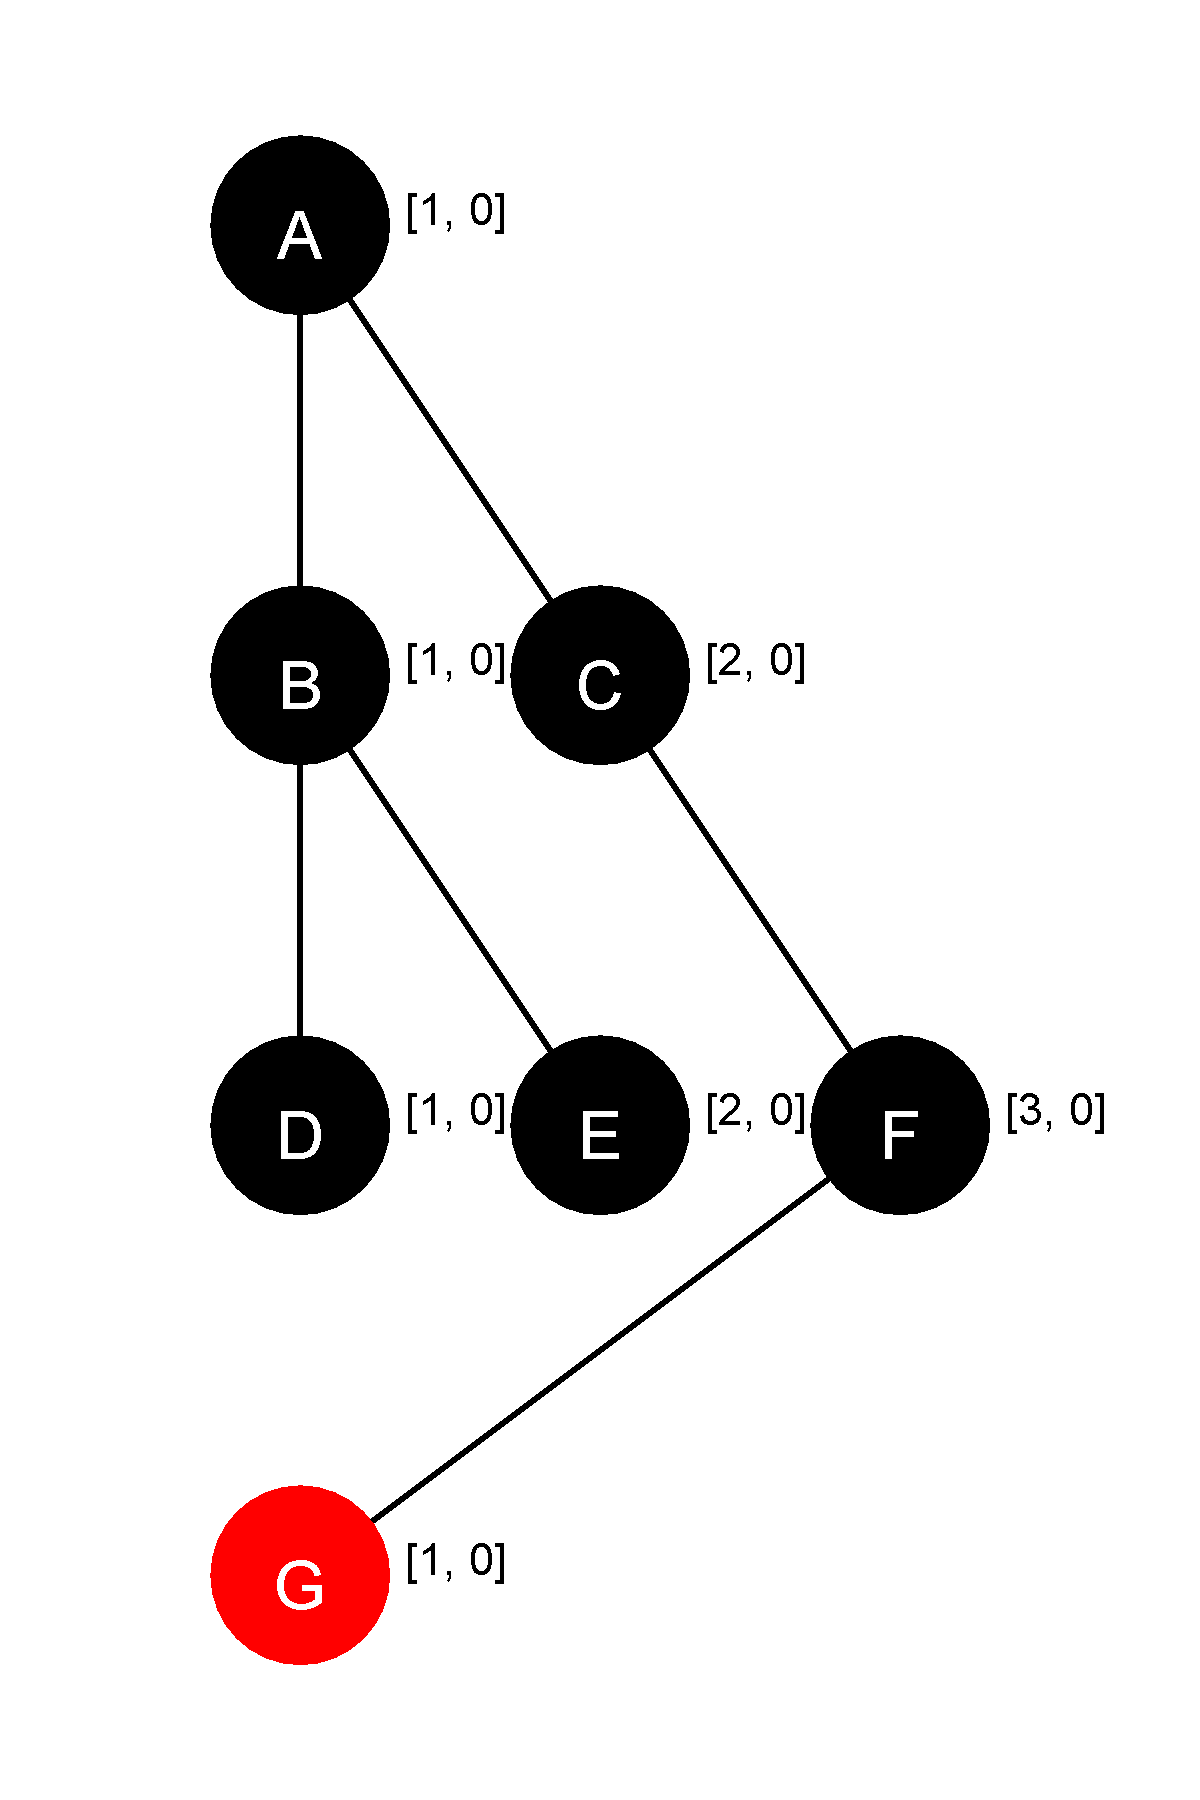 A [1, 0]
B [1, 0] C [2, 0]
D [1, 0] E [2, 0] F [3, 0]
G [1, 0]